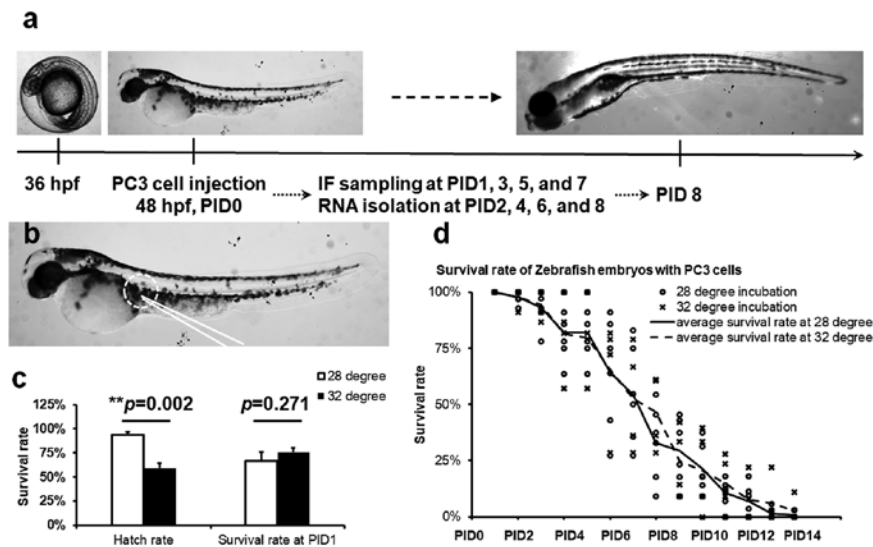 a
36 hpf
PC3 cell injection
48 hpf, PID0
IF sampling at PID1, 3, 5, and 7
RNA isolation at PID2, 4, 6, and 8
PID 8
b
c
28 degree
32 degree
**p=0.002
p=0.271
Survival rate
125%
100%
75%
50%
25%
0%
Hatch rate
Survival rate at PID1
d
Survival rate of Zebrafish embryos with PC3 cells
28 degree incubation
32 degree incubation
average survival rate at 28 degree
average survival rate at 32 degree
Survival rate
100%
75%
50%
25%
0%
PID0 PID2 PID4 PID6 PID8 PID10 PID12 PID14